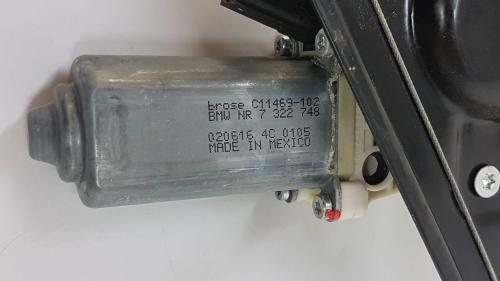 brose C11469-102
BMW NR 7 322 748
020616 4C 0105
MADE IN MEXICO